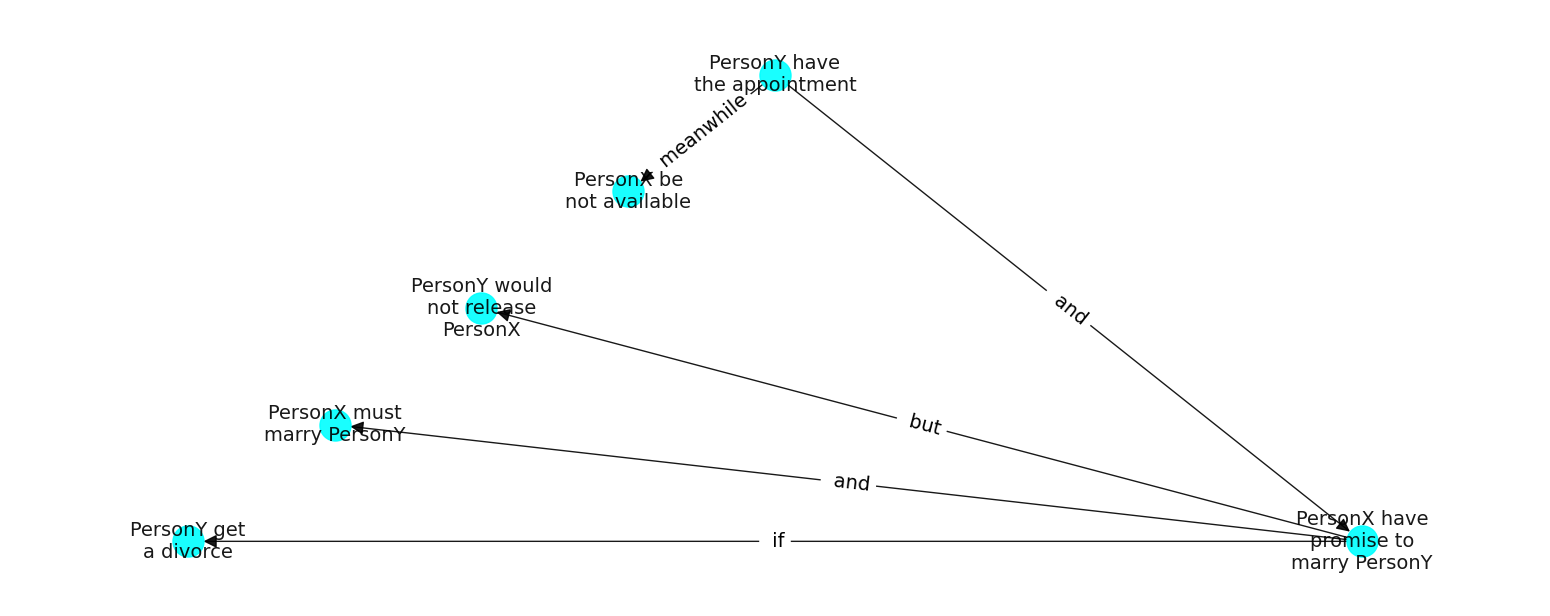 PersonY have
the appointment
meanwhile
PersonX be
not available
PersonY would
not release
PersonX
and
PersonX must
marry PersonY
but
and
PersonY get
a divorce
if
PersonX have
promise to
marry PersonY